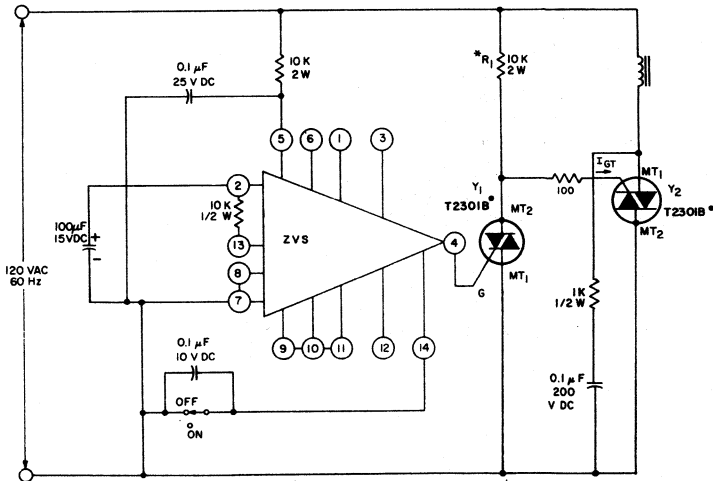 0.1 µF
25 V DC
10 K
2 W
*R1
10 K
2 W
5
6
1
3
2
10 K
1/2 W
13
8
7
ZVS
4
100µF
15VDC
+
-
120 VAC
60 Hz
Y1
T2301B
MT2
MT1
G
100
IGT
MT1
Y2
T2301B
MT2
1K
1/2 W
0.1 µF
200
V DC
9
10
11
12
14
0.1 µF
10 V DC
OFF
ON